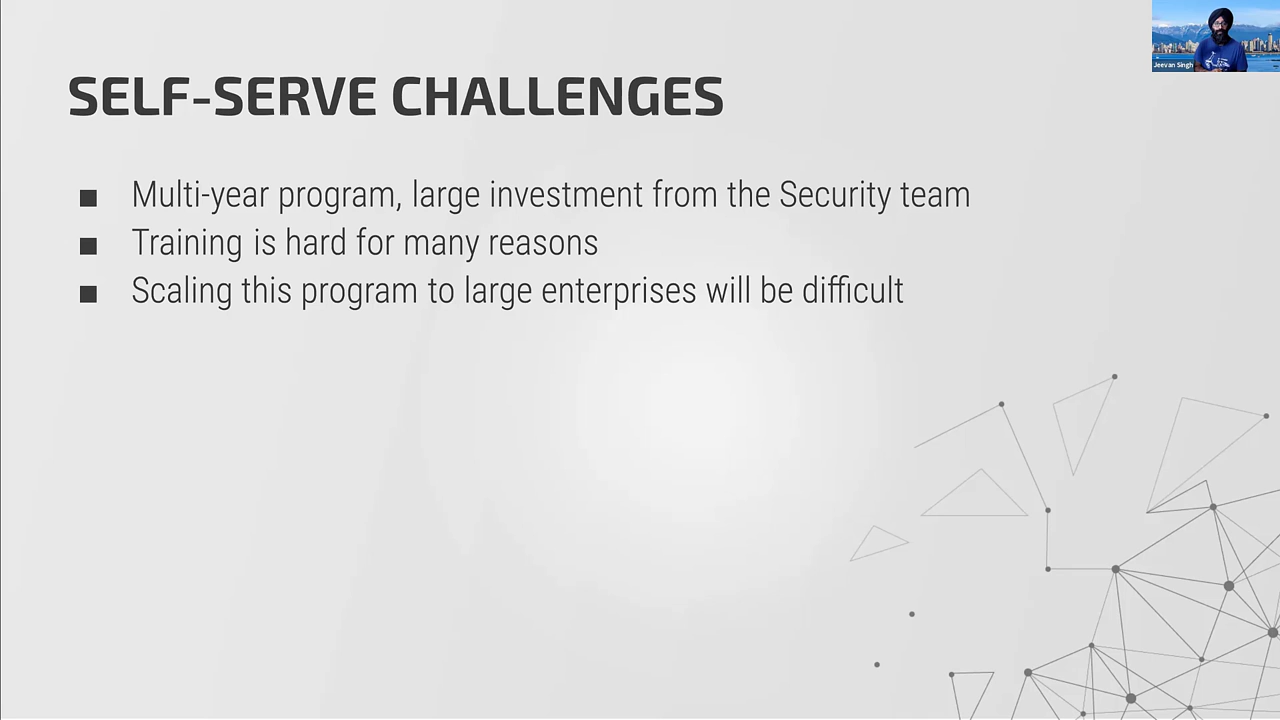 Jeevan Singh
SELF-SERVE CHALLENGES
■ Multi-year program, large investment from the Security team
■ Training is hard for many reasons
■ Scaling this program to large enterprises will be difficult